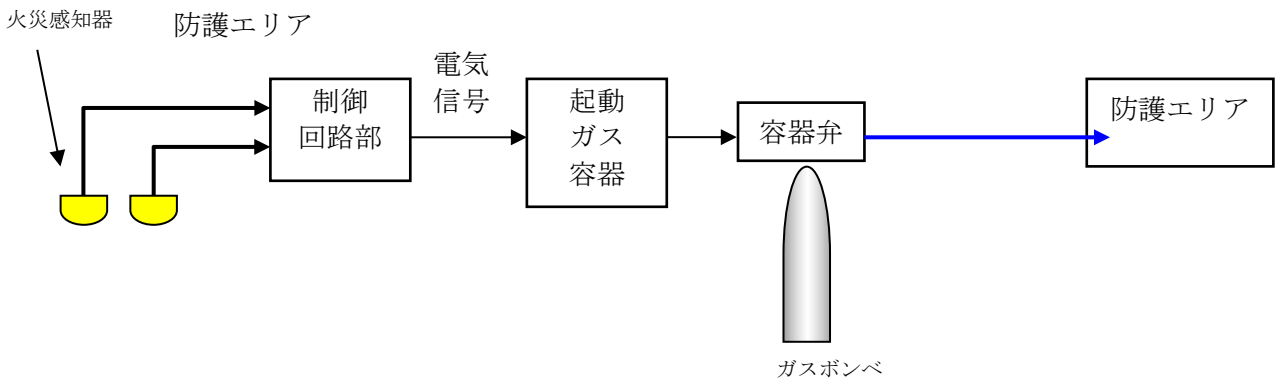 火災感知器
防護エリア
電気
信号
制御
回路部
起動
ガス
容器
容器弁
防護エリア
ガスボンベ